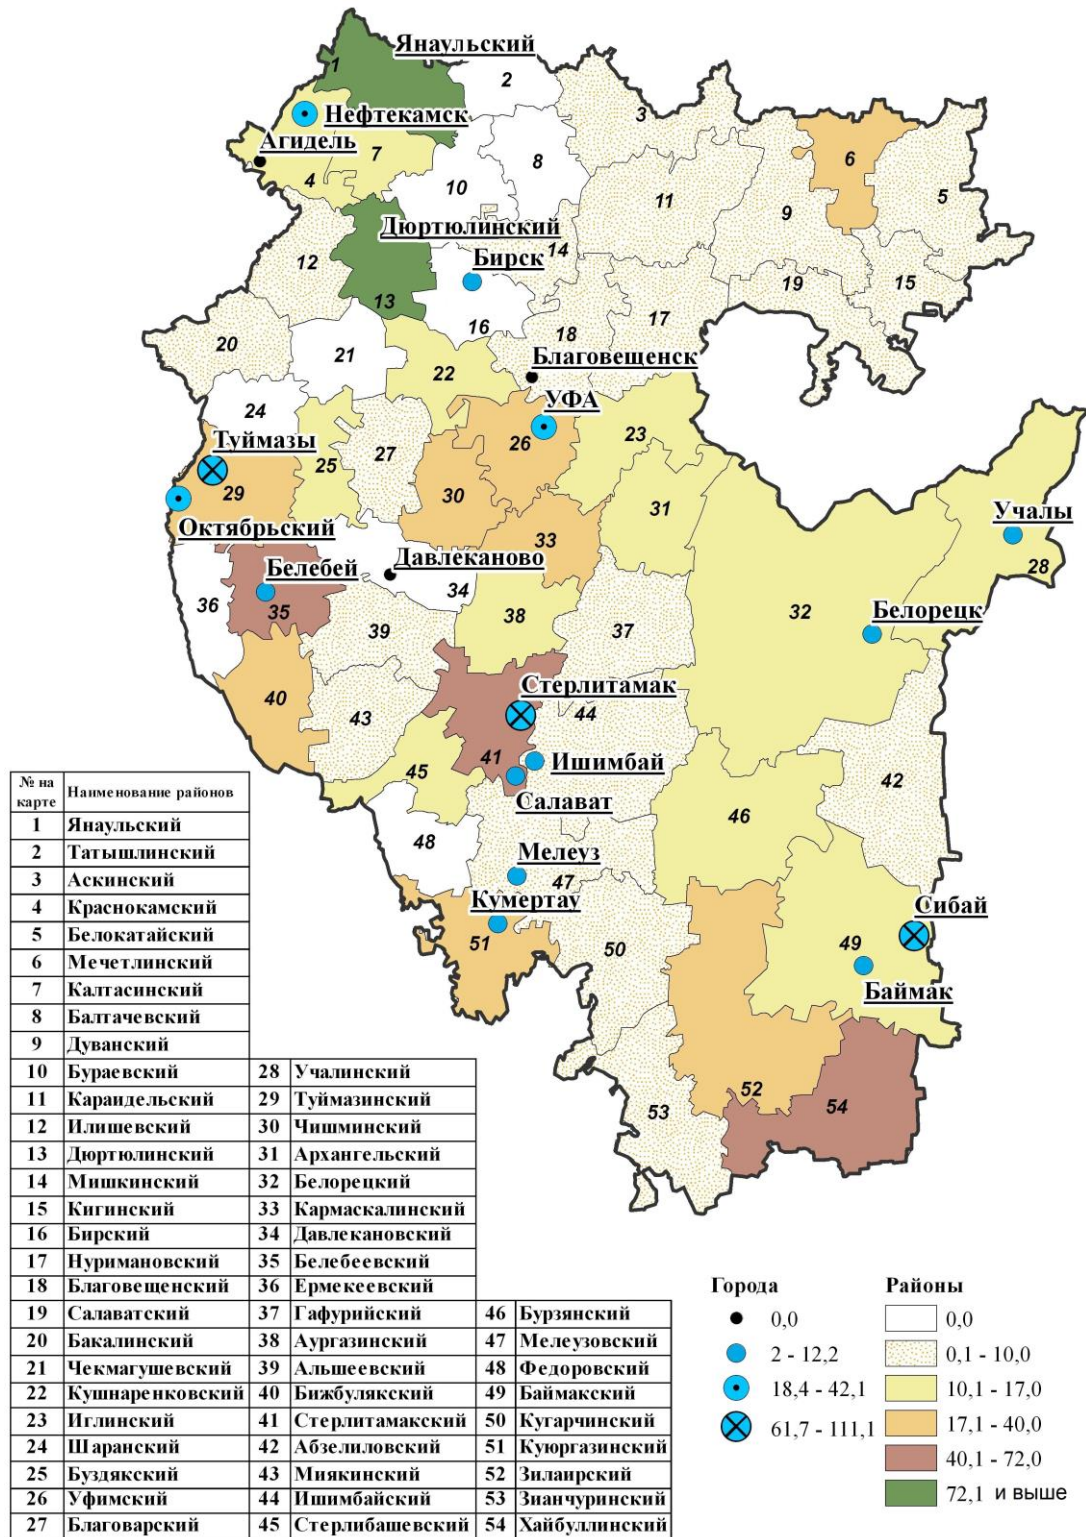 Янаульский
1
2
3
Нефтекамск
Агидель
7
8
6
5
4
10
11
9
Дюртюлинский
14
12
Бирск
19
15
13
16
18
17
20
21
Благовещенск
22
УФА
24
Туймазы
25
27
26
23
29
30
31
Октябрьский
33
Учалы
28
Давлеканово
Белебей
34
36
35
38
32
Белорецк
39
37
40
Стерлитамак
43
44
41
Ишимбай
45
Салават
42
46
48
Мелеуз
47
Кумертау
Сибай
51
50
49
Баймак
52
53
54
№ на карте Наименование районов
1 Янаульский
2 Татышлинский
3 Аскинский
4 Краснокамский
5 Белокатайский
6 Мечетлинский
7 Калтасинский
8 Балтачевский
9 Дуванский
10 Бураевский 28 Учалинский
11 Караидельский 29 Туймазинский
12 Илишевский 30 Чишминский
13 Дюртюлинский 31 Архангельский
14 Мишкинский 32 Белорецкий
15 Кигинский 33 Кармаскалинский
16 Бирский 34 Давлекановский
17 Нуримановский 35 Белебеевский
18 Благовещенский 36 Ермекеевский
19 Салаватский 37 Гафурийский 46 Бурзянский
20 Бакалинский 38 Аургазинский 47 Мелеузовский
21 Чекмагушевский 39 Альшеевский 48 Федоровский
22 Кушнаренковский 40 Бижбулякский 49 Баймакский
23 Иглинский 41 Стерлитамакский 50 Кугарчинский
24 Шаранский 42 Абзелиловский 51 Куюргазинский
25 Буздякский 43 Миякинский 52 Зилаирский
26 Уфимский 44 Ишимбайский 53 Зианчуринский
27 Благоварский 45 Стерлибашевский 54 Хайбуллинский
Города
0,0
2 - 12,2
18,4 - 42,1
61,7 - 111,1
Районы
0,0
0,1 - 10,0
10,1 - 17,0
17,1 - 40,0
40,1 - 72,0
72,1 и выше